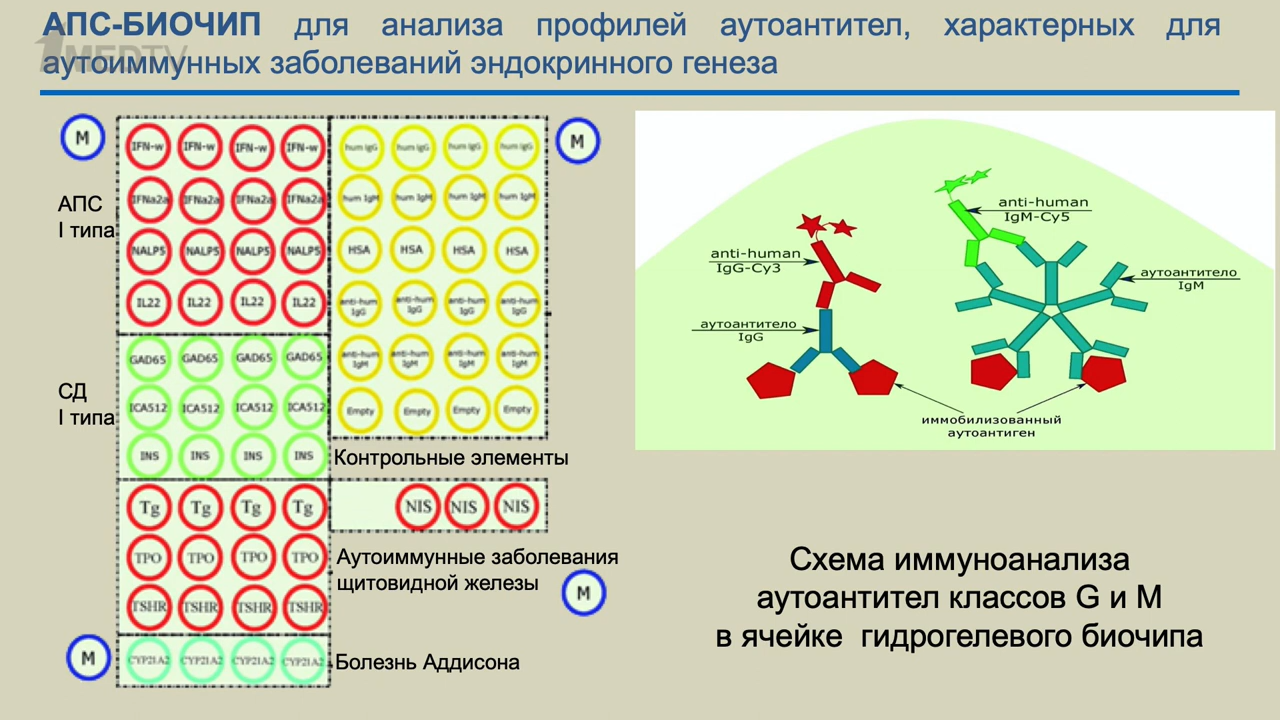 АПС-БИОЧИП для анализа профилей аутоантител, характерных для
аутоиммунных заболеваний эндокринного генеза
1MEDTV
M
M
IFN-w IFN-w IFN-w IFN-w
hum IgG hum IgG hum IgG hum IgG
АПС
I типа
IFNa2a IFNa2a IFNa2a IFNa2a
hum IgM hum IgM hum IgM hum IgM
NALP5 NALP5 NALP5 NALP5
HSA HSA HSA HSA
IL22 IL22 IL22 IL22
anti-hum IgG anti-hum IgG anti-hum IgG anti-hum IgG
GAD65 GAD65 GAD65 GAD65
anti-hum IgM anti-hum IgM anti-hum IgM anti-hum IgM
СД
I типа
ICA512 ICA512 ICA512 ICA512
Empty Empty Empty Empty
INS INS INS INS
Контрольные элементы
Tg Tg Tg Tg
NIS NIS NIS
TPO TPO TPO TPO
Аутоиммунные заболевания
щитовидной железы
M
TSHR TSHR TSHR TSHR
M
CYP21A2 CYP21A2 CYP21A2 CYP21A2
Болезнь Аддисона
anti-human
IgG-Cy3
аутоантитело
IgG
anti-human
IgM-Cy5
аутоантитело
IgM
иммобилизованный
аутоантиген
Схема иммуноанализа
аутоантител классов G и M
в ячейке гидрогелевого биочипа